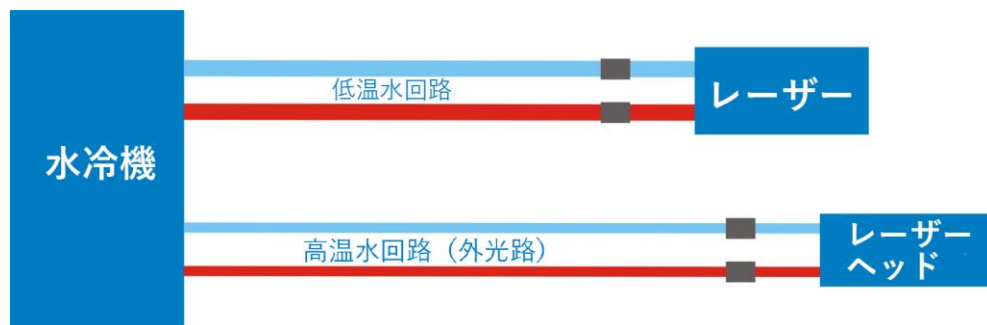 水冷機
低温水回路
レーザー
高温水回路（外光路）
レーザー
ヘッド